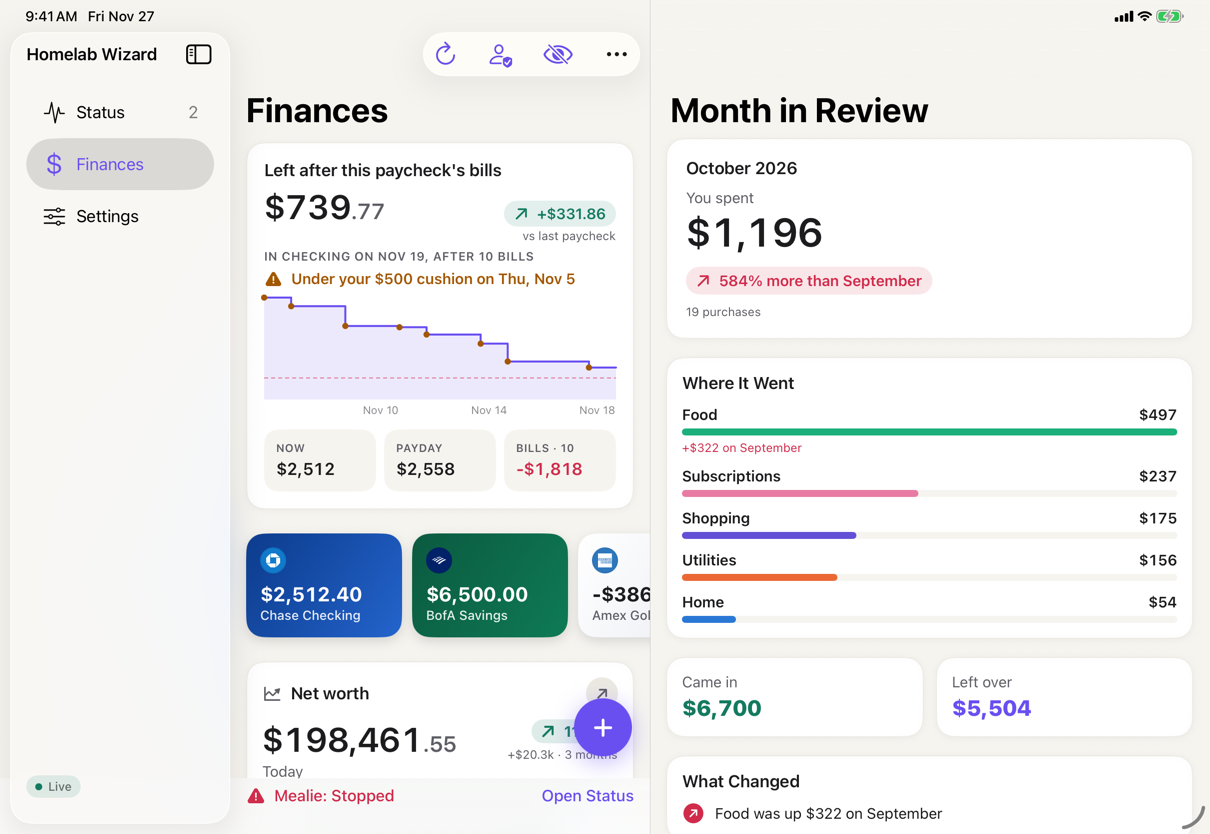 9:41 AM Fri Nov 27
Homelab Wizard
Status 2
Finances
Settings
Live
Finances
Left after this paycheck's bills
$739.77
+$331.86
vs last paycheck
IN CHECKING ON NOV 19, AFTER 10 BILLS
Under your $500 cushion on Thu, Nov 5
Nov 10 Nov 14 Nov 18
NOW
$2,512
PAYDAY
$2,558
BILLS · 10
-$1,818
$2,512.40
Chase Checking
$6,500.00
BofA Savings
-$386
Amex Gol
Net worth
$198,461.55
+$20.3k · 3 months
Today
Mealie: Stopped
Open Status
Month in Review
October 2026
You spent
$1,196
584% more than September
19 purchases
Where It Went
Food $497
+$322 on September
Subscriptions $237
Shopping $175
Utilities $156
Home $54
Came in
$6,700
Left over
$5,504
What Changed
Food was up $322 on September